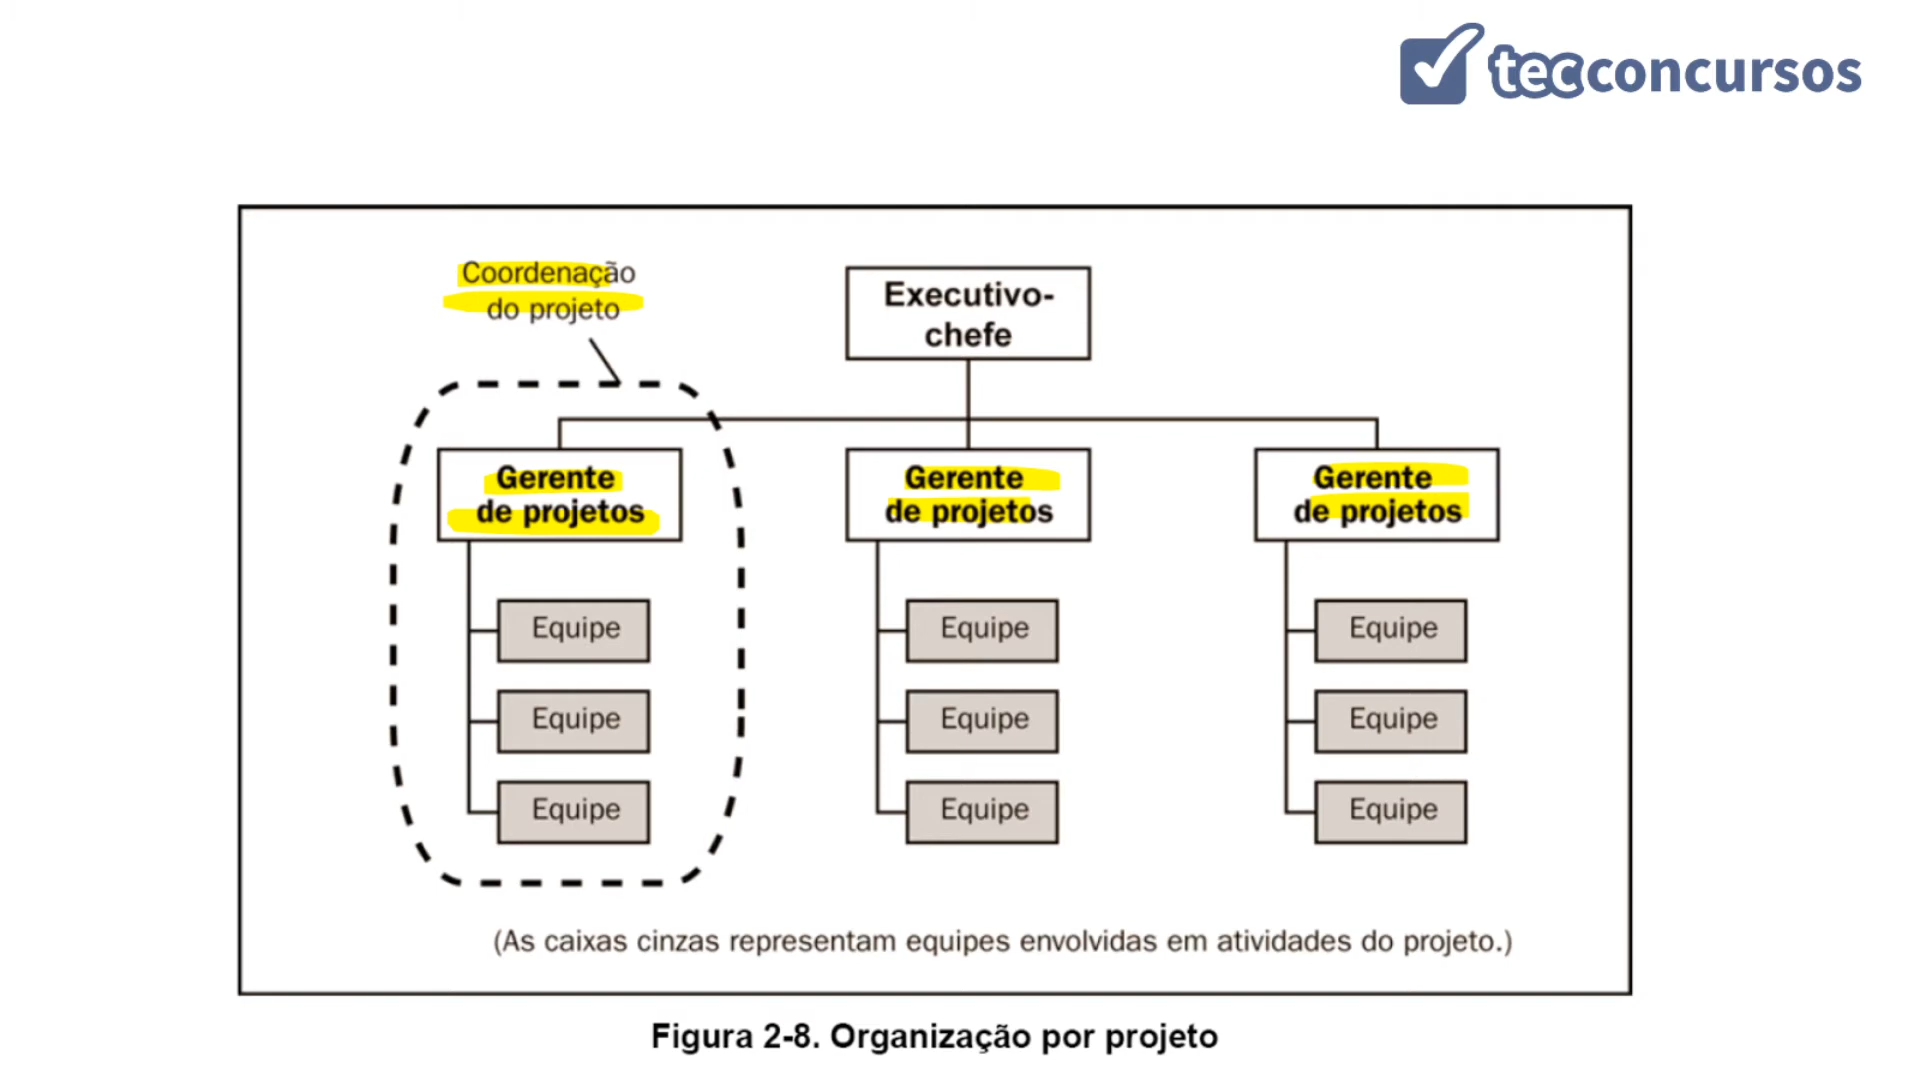 tecconcursos
Coordenação
do projeto
Executivo-
chefe
Gerente
de projetos
Gerente
de projetos
Gerente
de projetos
Equipe
Equipe
Equipe
Equipe
Equipe
Equipe
Equipe
Equipe
Equipe
(As caixas cinzas representam equipes envolvidas em atividades do projeto.)
Figura 2-8. Organização por projeto